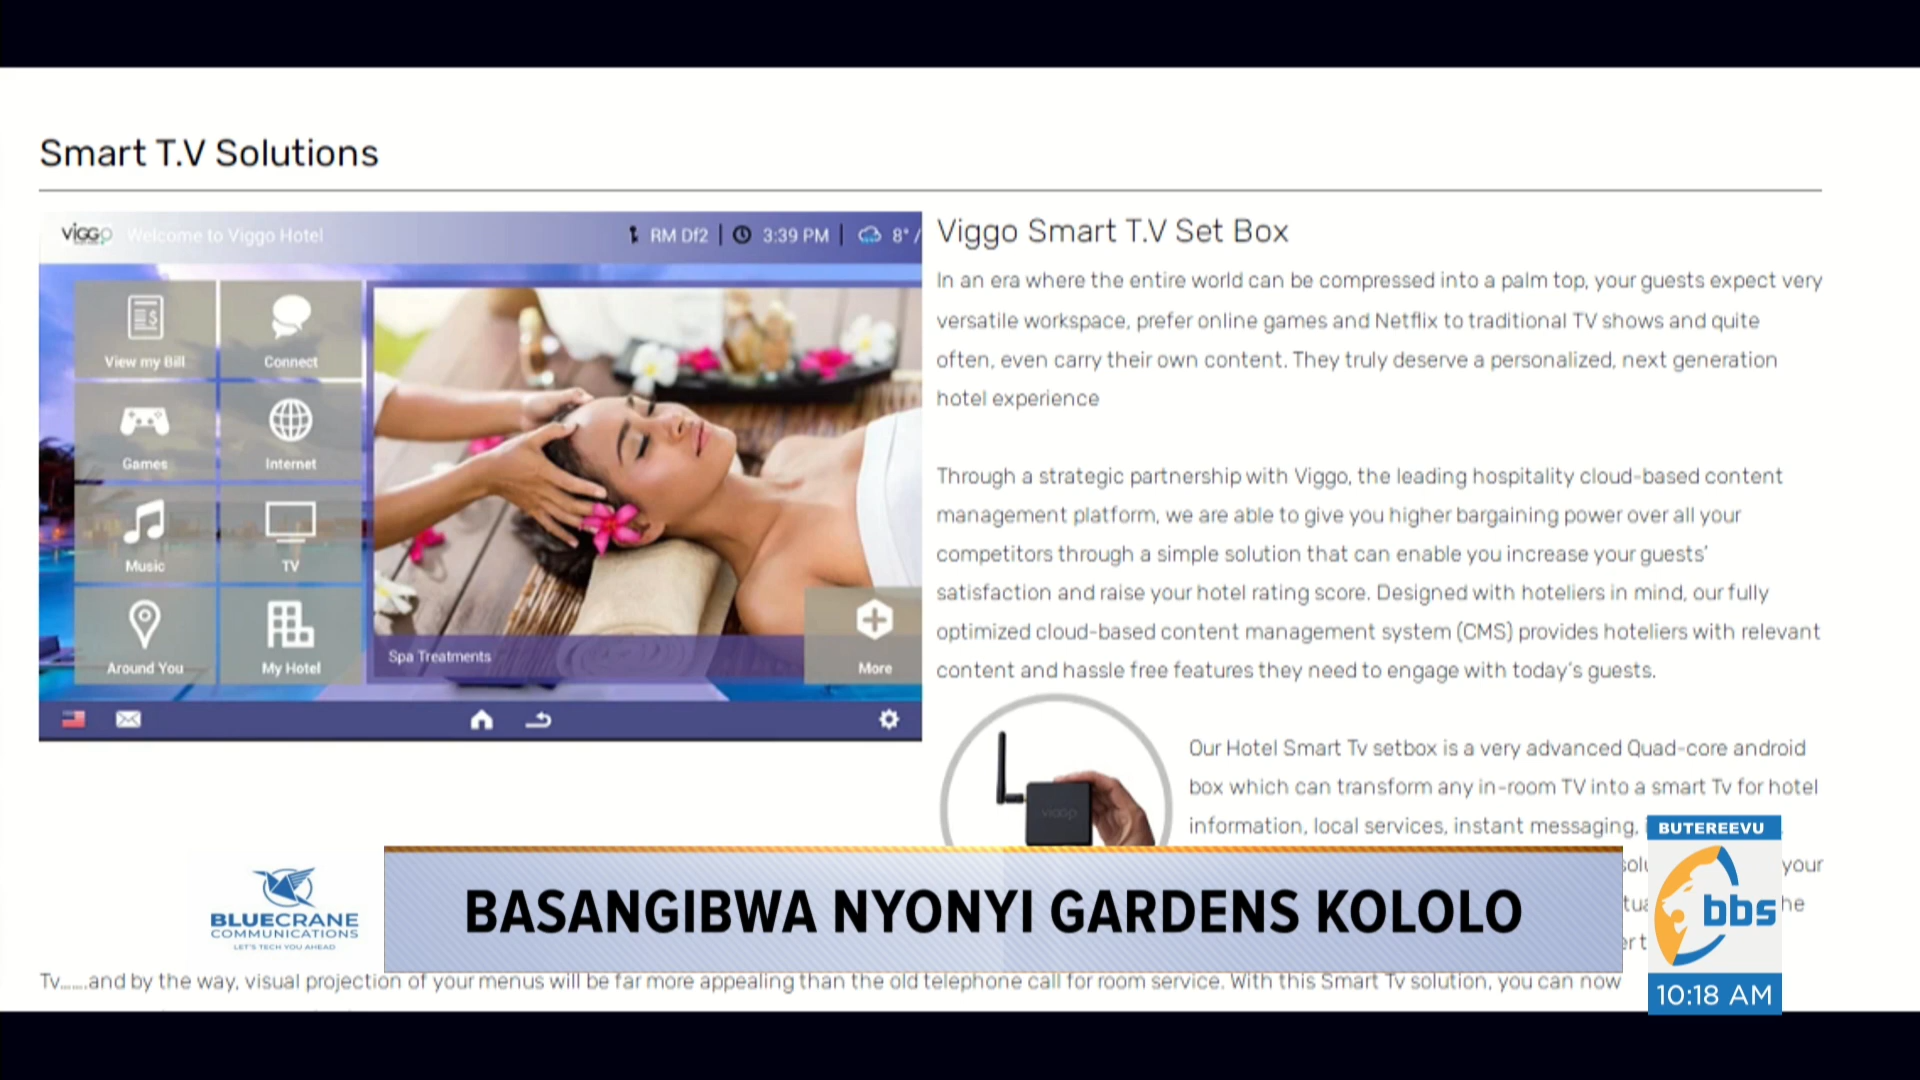 Smart T.V Solutions
viggo Welcome to Viggo Hotel
RM Df2
3:39 PM
8° /
View my Bill
Connect
Games
Internet
Music
TV
Around You
My Hotel
Spa Treatments
More
Viggo Smart T.V Set Box
In an era where the entire world can be compressed into a palm top, your guests expect very
versatile workspace, prefer online games and Netflix to traditional TV shows and quite
often, even carry their own content. They truly deserve a personalized, next generation
hotel experience
Through a strategic partnership with Viggo, the leading hospitality cloud-based content
management platform, we are able to give you higher bargaining power over all your
competitors through a simple solution that can enable you increase your guests'
satisfaction and raise your hotel rating score. Designed with hoteliers in mind, our fully
optimized cloud-based content management system (CMS) provides hoteliers with relevant
content and hassle free features they need to engage with today's guests.
Our Hotel Smart Tv setbox is a very advanced Quad-core android
box which can transform any in-room TV into a smart Tv for hotel
information, local services, instant messaging,
your
Tv......and by the way, visual projection of your menus will be far more appealing than the old telephone call for room service. With this Smart Tv solution, you can now
BLUECRANE
COMMUNICATIONS
LET'S TECH YOU AHEAD
BASANGIBWA NYONYI GARDENS KOLOLO
BUTEREEVU
bbs
10:18 AM